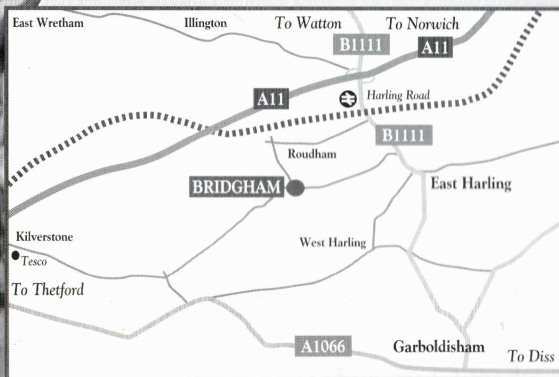 East Wretham
Illington
To Watton
To Norwich
B1111
A11
A11
Harling Road
B1111
Roudham
BRIDGHAM
East Harling
Kilverstone
Tesco
West Harling
To Thetford
A1066
Garboldisham
To Diss